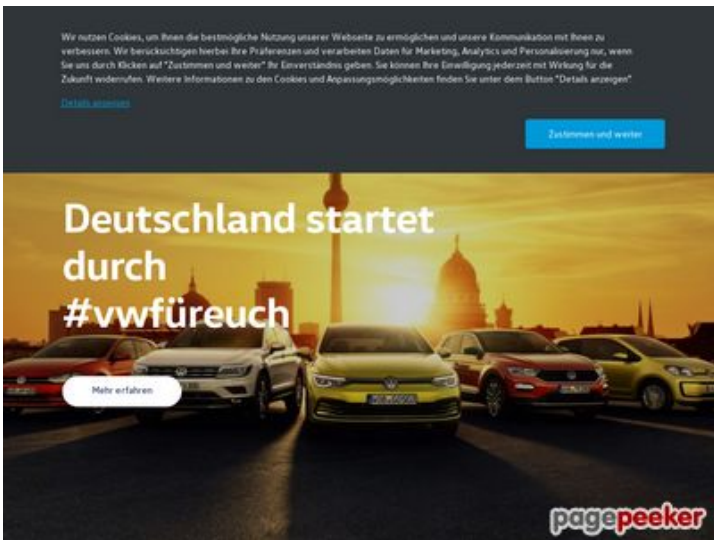 Wir nutzen Cookies, um Ihnen die bestmögliche Nutzung unserer Webseite zu ermöglichen und unsere Kommunikation mit Ihnen zu
verbessern. Wir berücksichtigen hierbei Ihre Präferenzen und verarbeiten Daten für Marketing, Analytics und Personalisierung nur, wenn
Sie uns durch Klicken auf "Zustimmen und weiter" Ihr Einverständnis geben. Sie können Ihre Einwilligung jederzeit mit Wirkung für die
Zukunft widerrufen. Weitere Informationen zu den Cookies und Anpassungsmöglichkeiten finden Sie unter dem Button "Details anzeigen"
Details anzeigen
Zustimmen und weiter
Deutschland startet
durch
#vwfüreuch
Mehr erfahren
pagepeeker